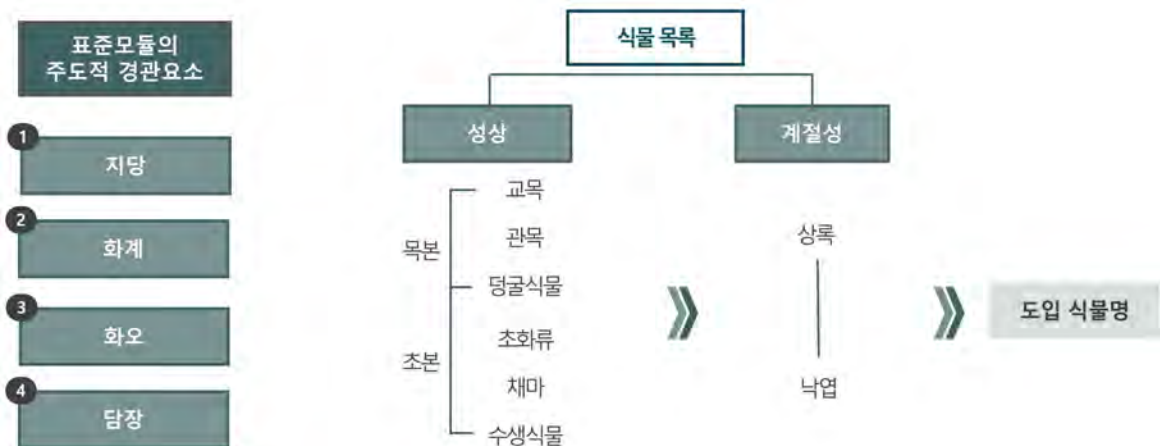 표준모듈의
주도적 경관요소
1
지당
2
화계
3
화오
4
담장
식물 목록
성상
계절성
목본
초본
교목
관목
덩굴식물
초화류
채마
수생식물
상록
낙엽
도입 식물명